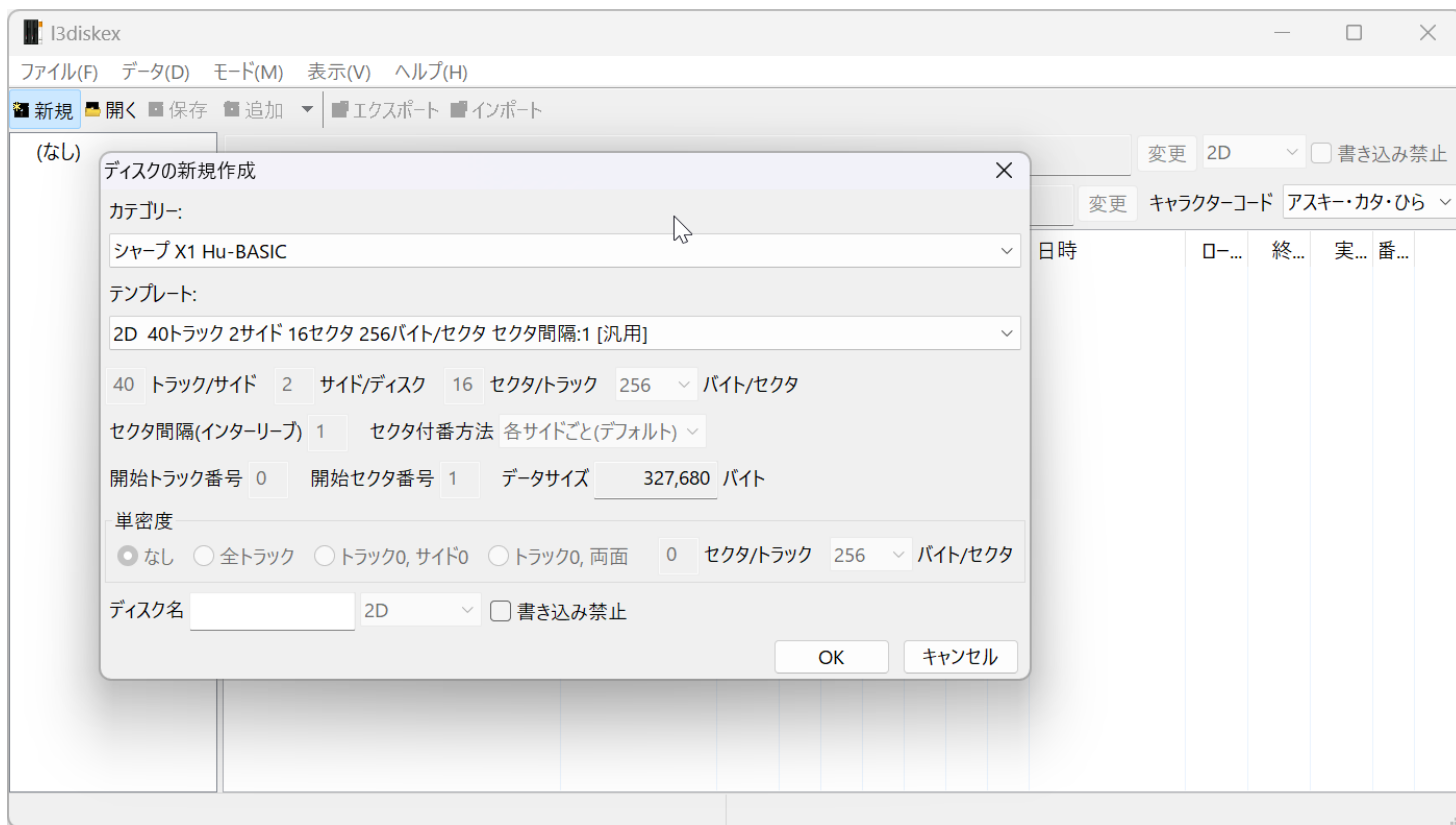 l3diskex
ファイル(F) データ(D) モード(M) 表示(V) ヘルプ(H)
新規 開く 保存 追加 エクスポート インポート
(なし)
変更 2D 書き込み禁止
変更 キャラクターコード アスキー・カタ・ひら
日時 ロー... 終... 実... 番...
ディスクの新規作成
カテゴリー:
シャープ X1 Hu-BASIC
テンプレート:
2D 40トラック 2サイド 16セクタ 256バイト/セクタ セクタ間隔:1 [汎用]
40 トラック/サイド 2 サイド/ディスク 16 セクタ/トラック 256 バイト/セクタ
セクタ間隔(インターリーブ) 1 セクタ付番方法 各サイドごと(デフォルト)
開始トラック番号 0 開始セクタ番号 1 データサイズ 327,680 バイト
単密度
なし 全トラック トラック0, サイド0 トラック0, 両面 0 セクタ/トラック 256 バイト/セクタ
ディスク名 2D 書き込み禁止
OK キャンセル